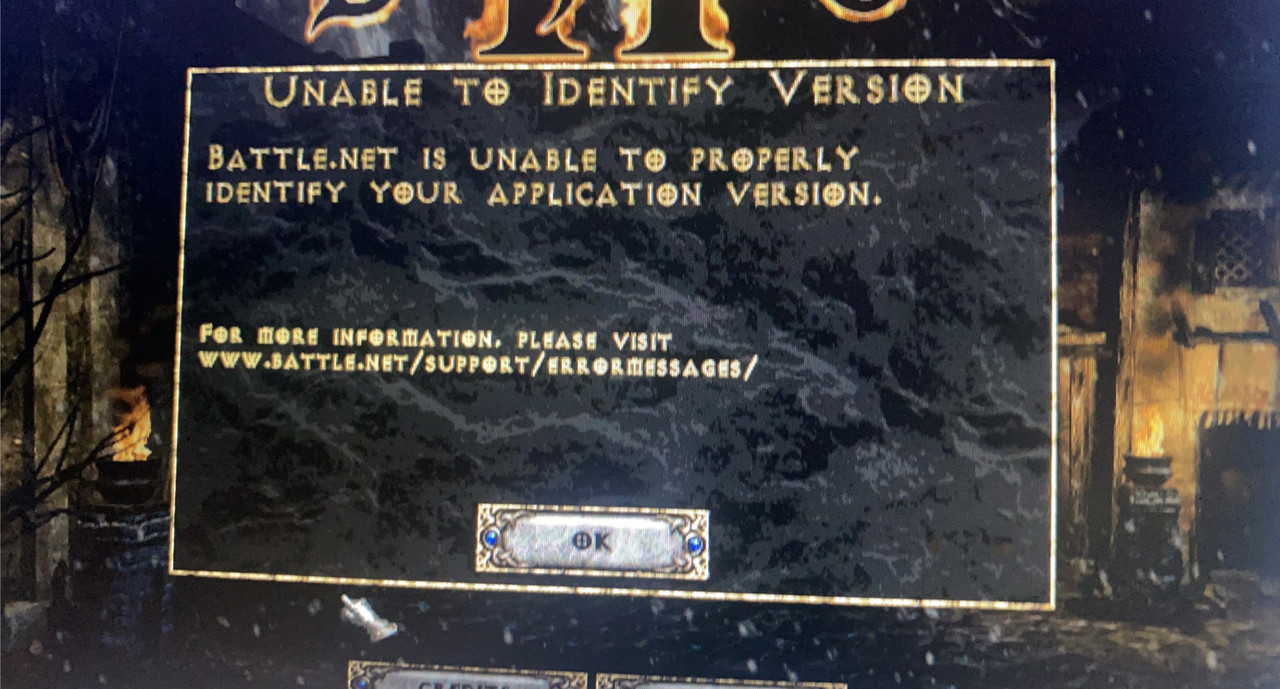 II
Unable to Identify Version
Battle.net is unable to properly
identify your application version.
For more information, please visit
www.battle.net/support/errormessages/
OK